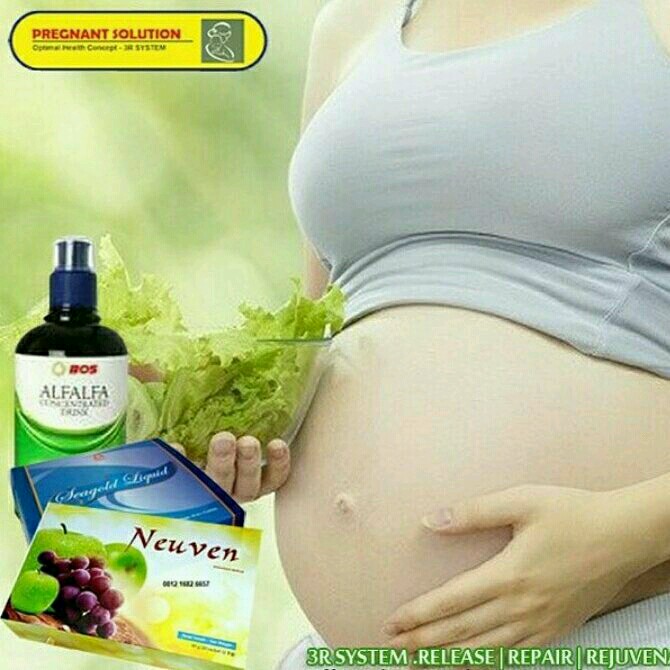 PREGNANT SOLUTION
Optimal Health Concept - 3R SYSTEM
BOS
ALFALFA
CONCENTRATED
DRINK
Seagold Liquid
Neuven
0812 1682 6657
3R SYSTEM .RELEASE | REPAIR | REJUVEN